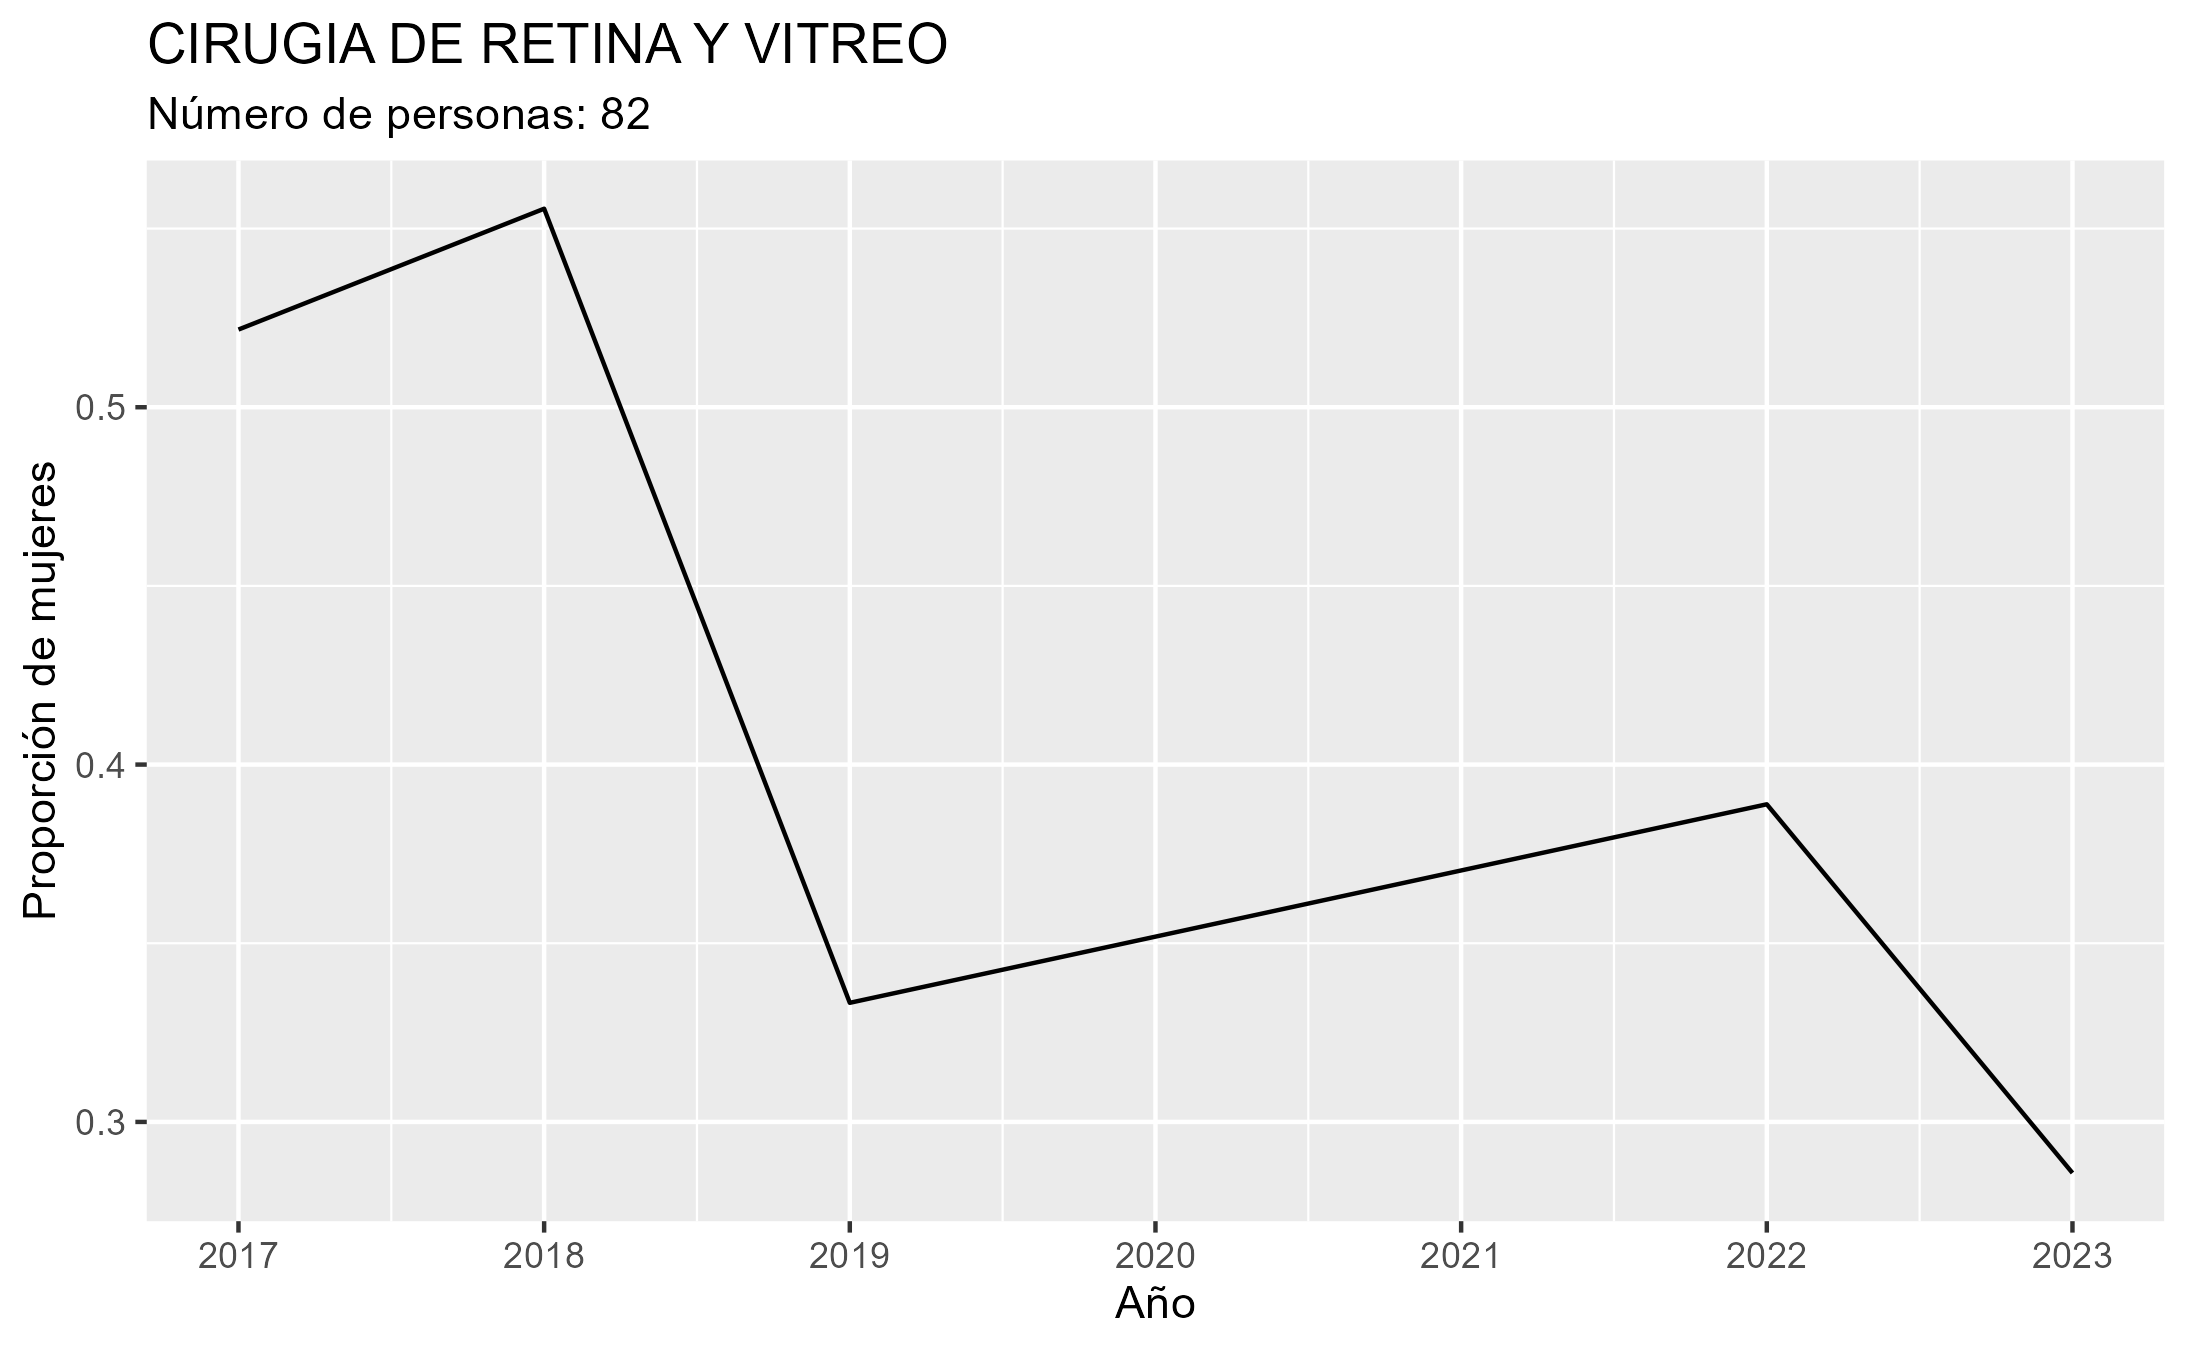 CIRUGIA DE RETINA Y VITREO
Número de personas: 82
Proporción de mujeres
0.5
0.4
0.3
2017 2018 2019 2020 2021 2022 2023
Año